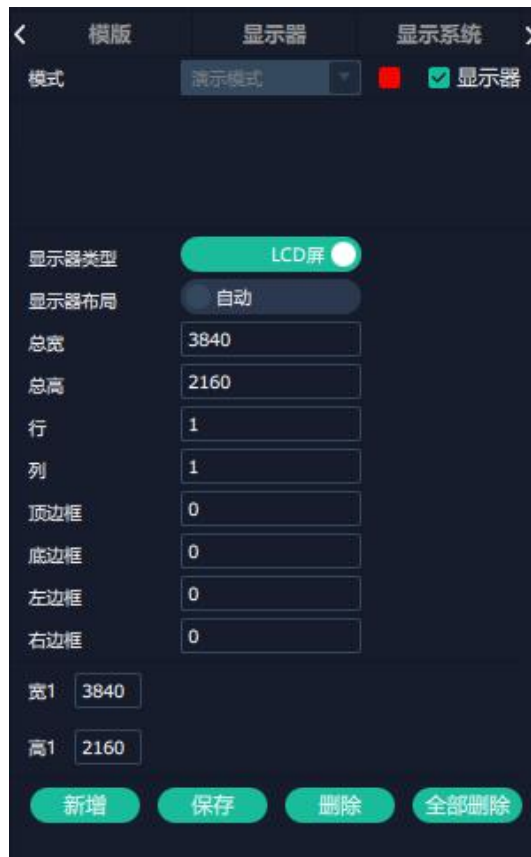 模版 显示器 显示系统
模式 演示模式 显示器
显示器类型 LCD屏
显示器布局 自动
总宽 3840
总高 2160
行 1
列 1
顶边框 0
底边框 0
左边框 0
右边框 0
宽1 3840
高1 2160
新增 保存 删除 全部删除